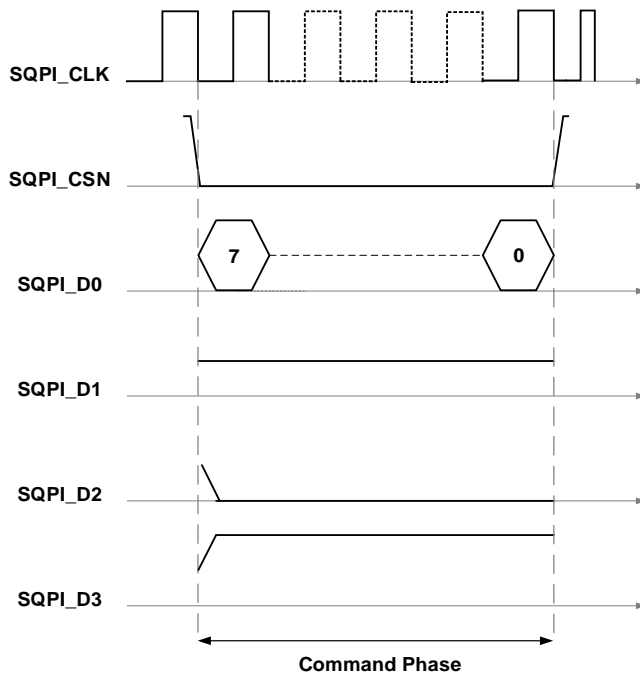 SQPI_CLK
SQPI_CSN
7
0
SQPI_D0
SQPI_D1
SQPI_D2
SQPI_D3
Command Phase